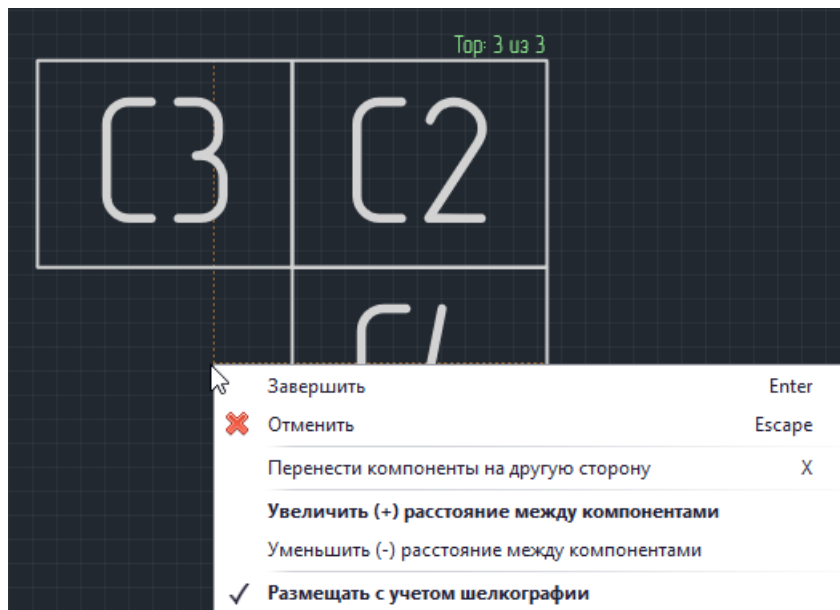 Top: 3 из 3
C3
C2
Завершить Enter
Отменить Escape
Перенести компоненты на другую сторону X
Увеличить (+) расстояние между компонентами
Уменьшить (-) расстояние между компонентами
Размещать с учетом шелкографии